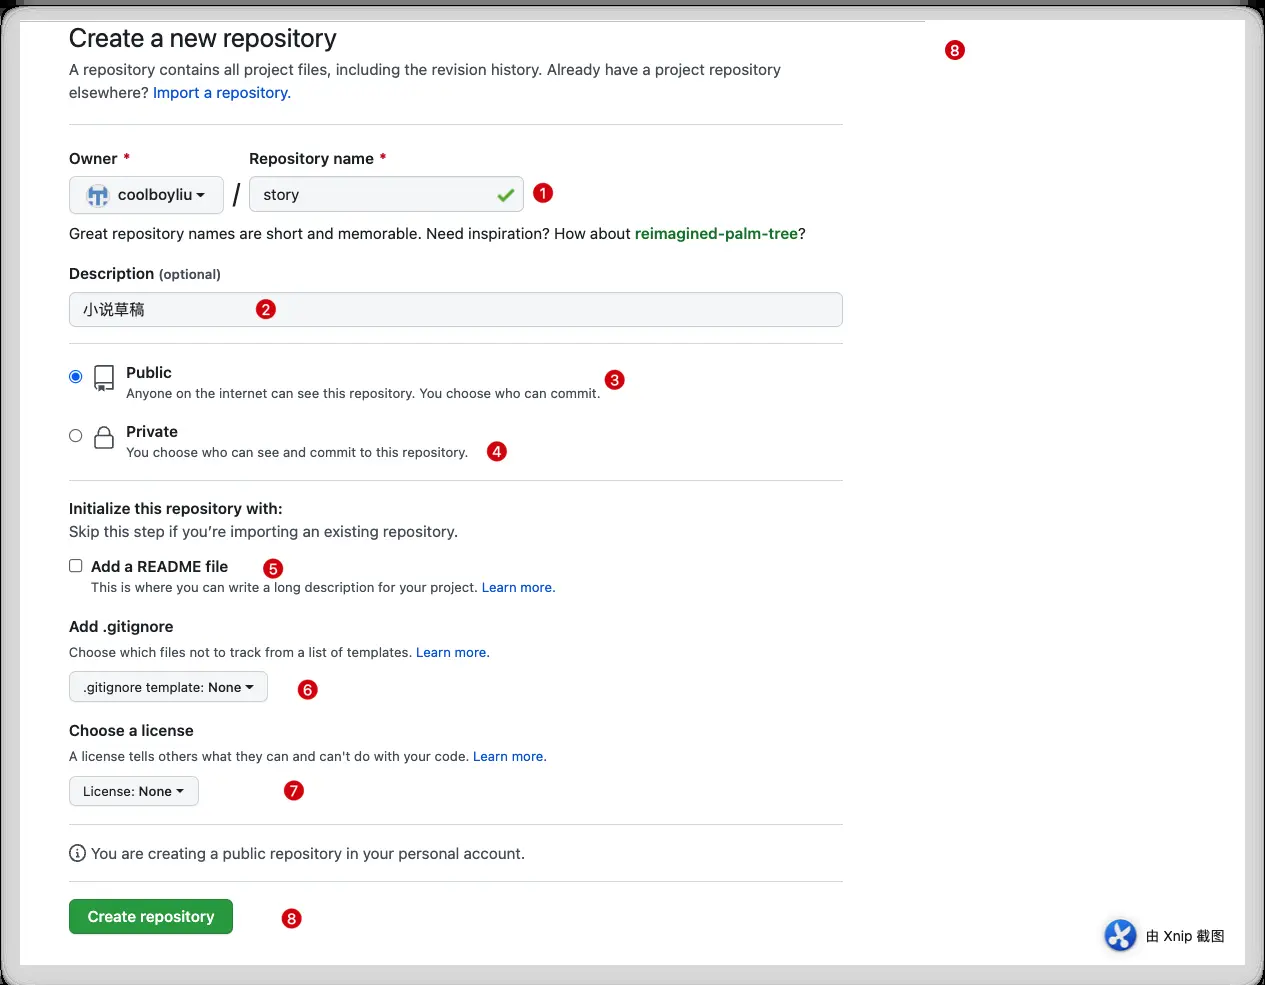 Create a new repository
8
A repository contains all project files, including the revision history. Already have a project repository
elsewhere? Import a repository.
Owner * Repository name *
coolboyliu / story 1
Great repository names are short and memorable. Need inspiration? How about reimagined-palm-tree?
Description (optional)
小说草稿 2
Public
Anyone on the internet can see this repository. You choose who can commit. 3
Private
You choose who can see and commit to this repository. 4
Initialize this repository with:
Skip this step if you’re importing an existing repository.
Add a README file 5
This is where you can write a long description for your project. Learn more.
Add .gitignore
Choose which files not to track from a list of templates. Learn more.
.gitignore template: None 6
Choose a license
A license tells others what they can and can't do with your code. Learn more.
License: None 7
You are creating a public repository in your personal account.
Create repository 8
由 Xnip 截图